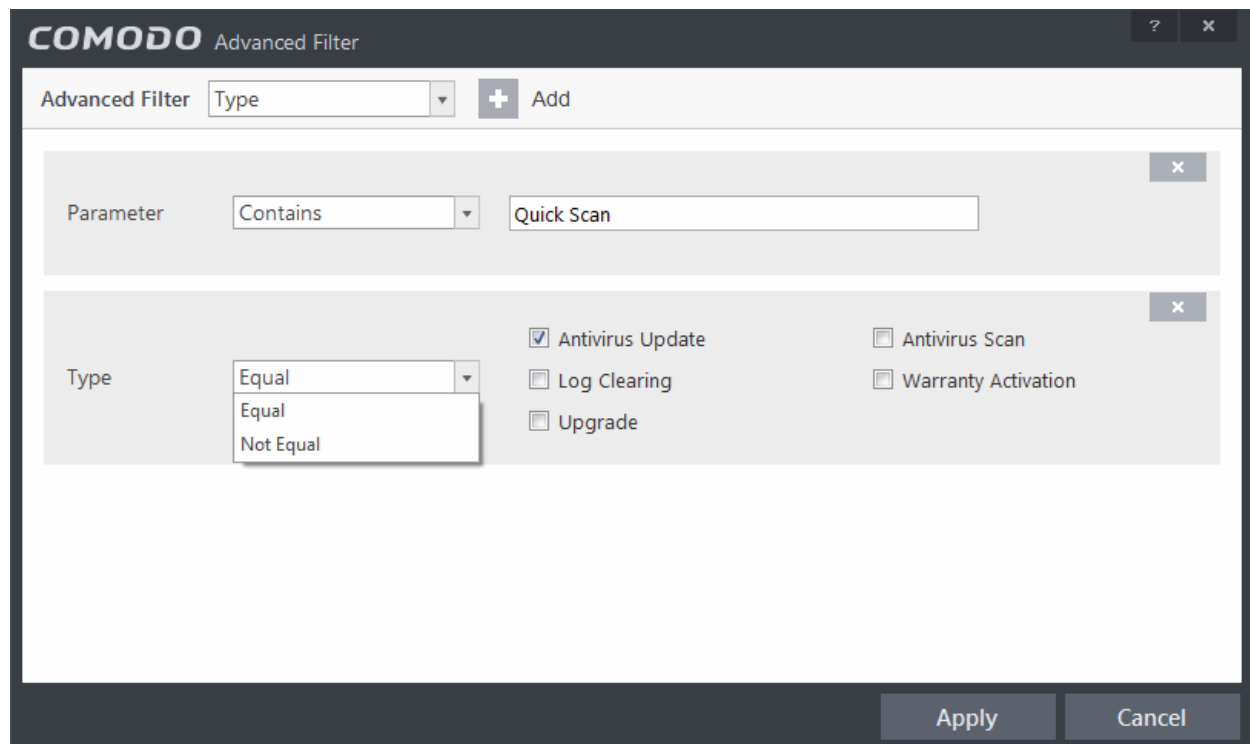 COMODO Advanced Filter ? ×
Advanced Filter Type + Add
×
Parameter Contains Quick Scan
×
Antivirus Update Antivirus Scan
Type Equal Log Clearing Warranty Activation
Equal
Upgrade
Not Equal
Apply Cancel